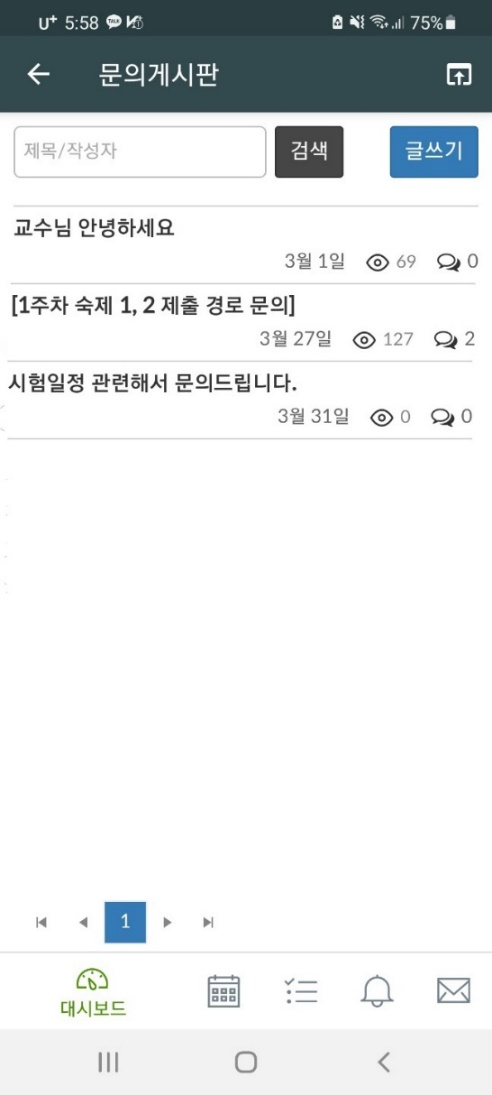 U+ 5:58 TALK 75%
문의게시판
제목/작성자 검색 글쓰기
교수님 안녕하세요
3월 1일 69 0
[1주차 숙제 1, 2 제출 경로 문의]
3월 27일 127 2
시험일정 관련해서 문의드립니다.
3월 31일 0 0
1
대시보드